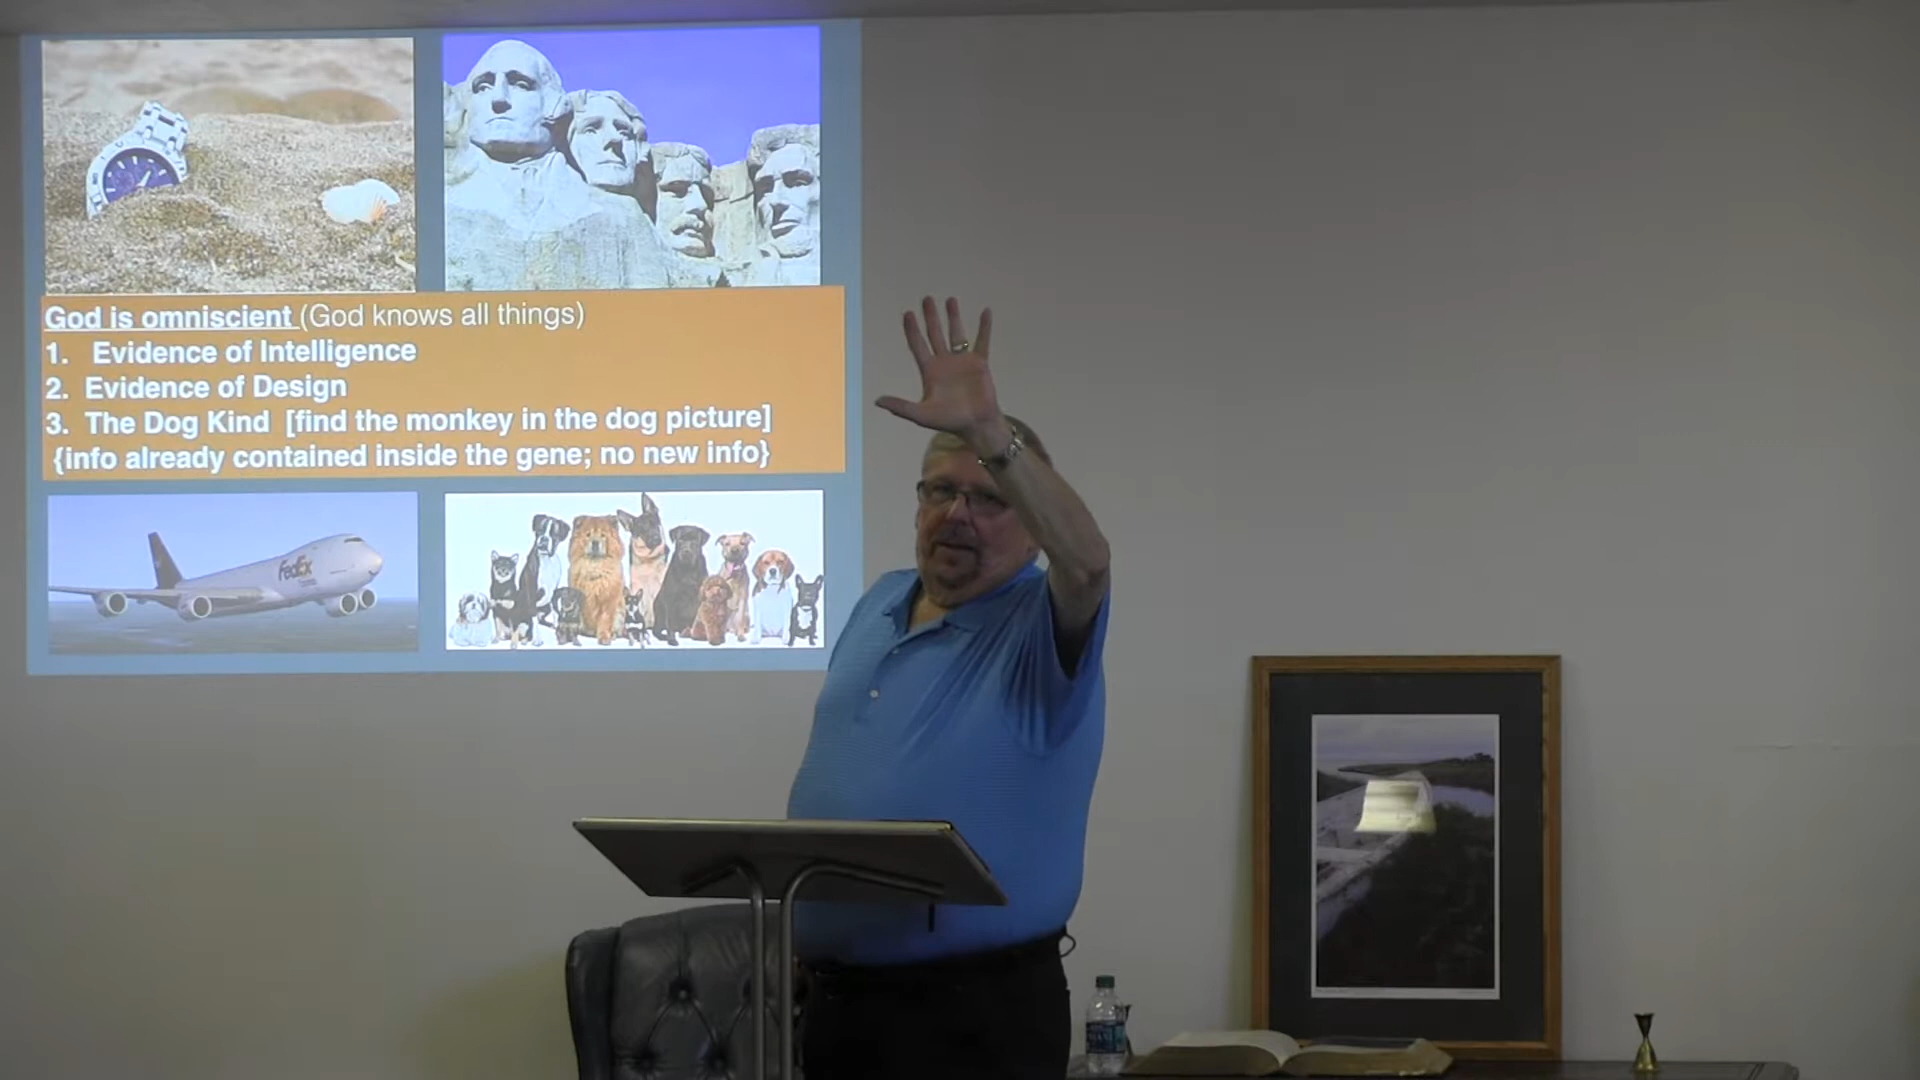 God is omniscient (God knows all things)
1. Evidence of Intelligence
2. Evidence of Design
3. The Dog Kind [find the monkey in the dog picture]
{info already contained inside the gene; no new info}
FedEx